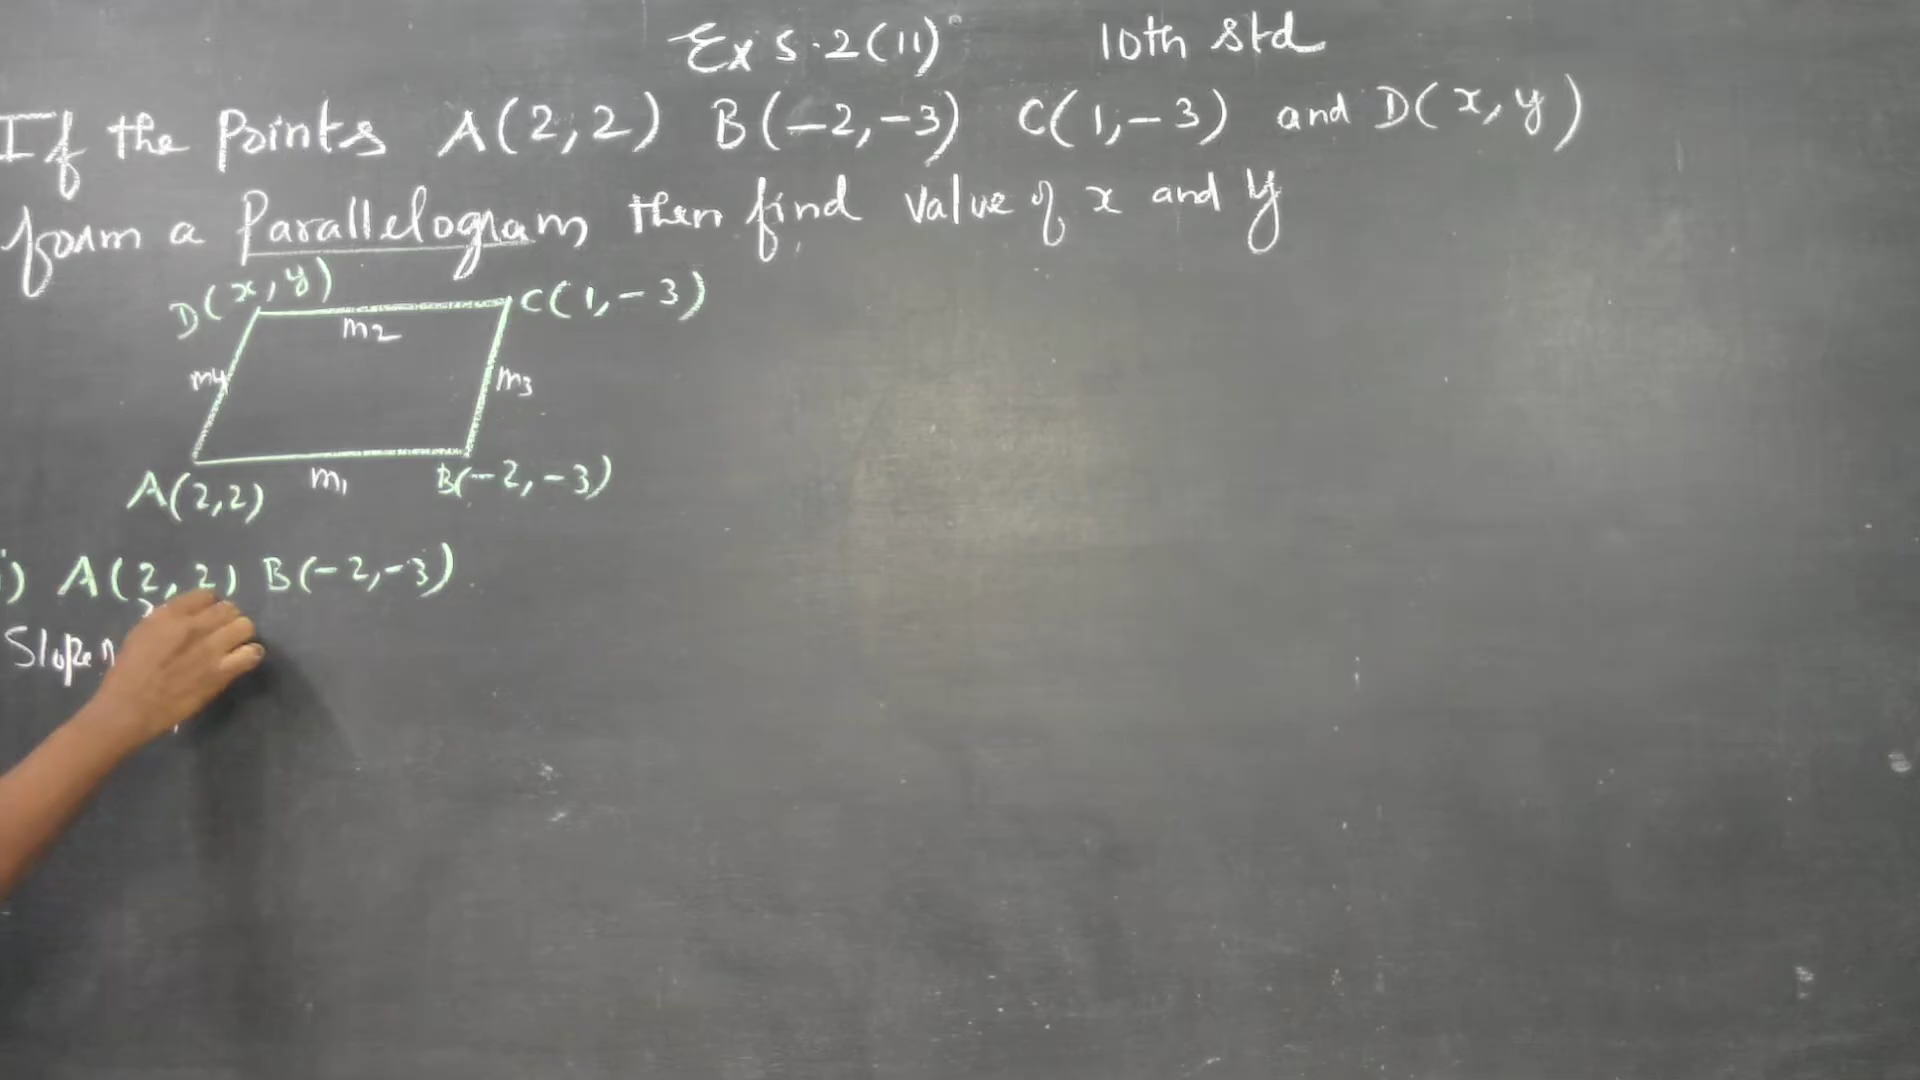 Ex 5.2(11) 10th std
If the points A(2,2) B(-2,-3) C(1,-3) and D(x,y)
form a Parallelogram then find value of x and y
D(x,y) C(1,-3)
m2
m4 m3
A(2,2) m1 B(-2,-3)
i) A(2,2) B(-2,-3)
Slope